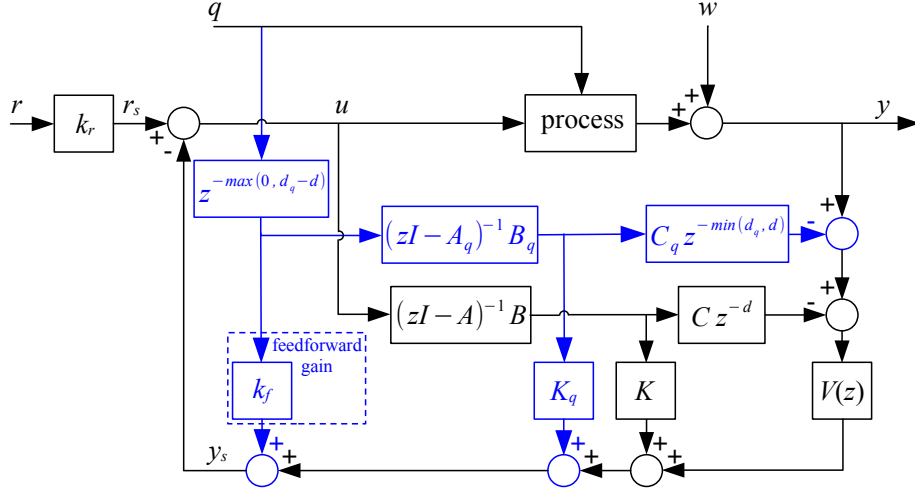 q
w
r
k_r
r_s
+
-
u
process
+
+
y
z^{-max(0, d_q-d)}
(zI-A_q)^{-1} B_q
C_q z^{-min(d_q, d)}
+
-
(zI-A)^{-1} B
C z^{-d}
+
-
feedforward
gain
k_f
K_q
K
V(z)
y_s
+
+
+
+
+
+